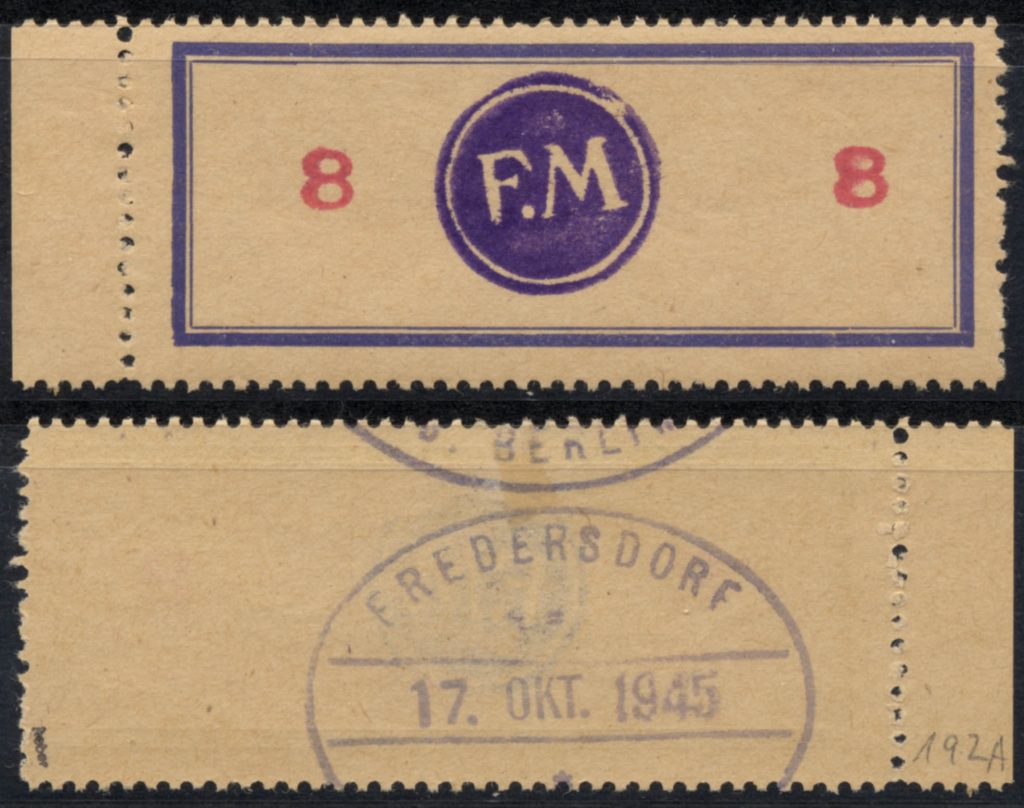 8 F.M 8
B. BERLIN
FREDERSDORF
17. OKT. 1945
192A